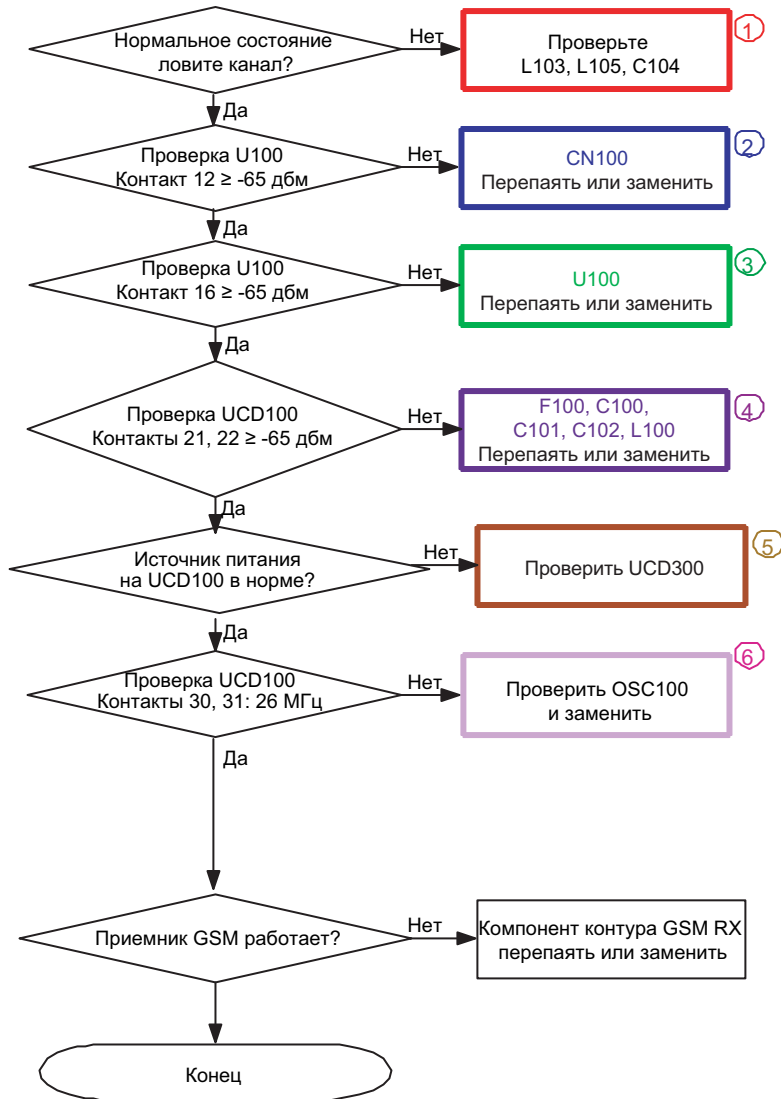 Нормальное состояние
ловите канал?
Нет
Проверьте
L103, L105, C104
1
Да
Проверка U100
Контакт 12 ≥ -65 дбм
Нет
CN100
Перепаять или заменить
2
Да
Проверка U100
Контакт 16 ≥ -65 дбм
Нет
U100
Перепаять или заменить
3
Да
Проверка UCD100
Контакты 21, 22 ≥ -65 дбм
Нет
F100, C100,
C101, C102, L100
Перепаять или заменить
4
Да
Источник питания
на UCD100 в норме?
Нет
Проверить UCD300
5
Да
Проверка UCD100
Контакты 30, 31: 26 МГц
Нет
Проверить OSC100
и заменить
6
Да
Приемник GSM работает?
Нет
Компонент контура GSM RX
перепаять или заменить
Конец